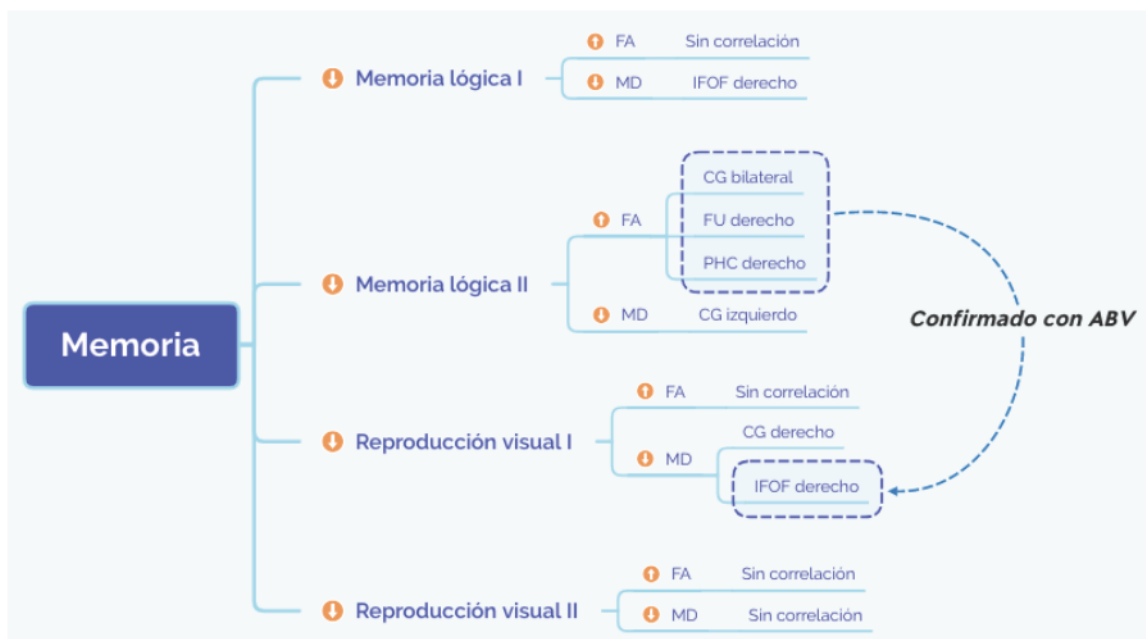 FA Sin correlación
Memoria lógica I
MD IFOF derecho
CG bilateral
FA FU derecho
PHC derecho
Memoria lógica II
MD CG izquierdo
Confirmado con ABV
Memoria
FA Sin correlación
CG derecho
Reproducción visual I
MD
IFOF derecho
FA Sin correlación
Reproducción visual II
MD Sin correlación